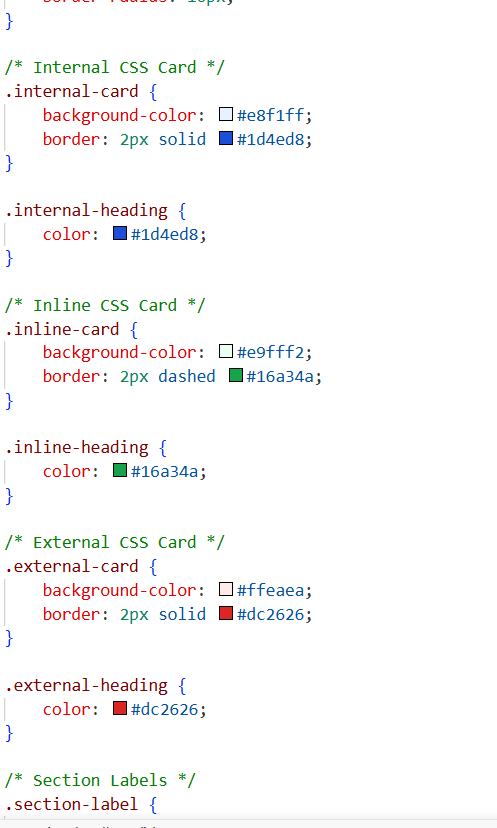 }
/* Internal CSS Card */
.internal-card {
background-color: #e8f1ff;
border: 2px solid #1d4ed8;
}
.internal-heading {
color: #1d4ed8;
}
/* Inline CSS Card */
.inline-card {
background-color: #e9fff2;
border: 2px dashed #16a34a;
}
.inline-heading {
color: #16a34a;
}
/* External CSS Card */
.external-card {
background-color: #ffeaea;
border: 2px solid #dc2626;
}
.external-heading {
color: #dc2626;
}
/* Section Labels */
.section-label {